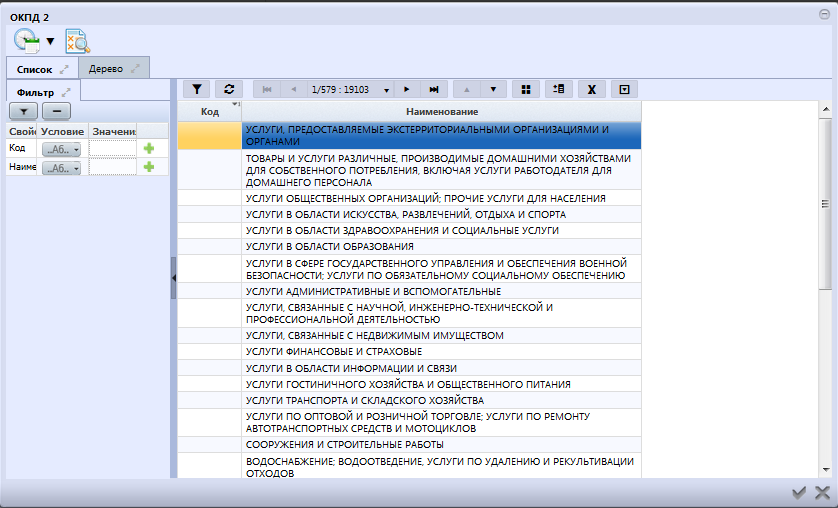 ОКПД 2
Список
Дерево
Фильтр
1/579 : 19103
Свой Условие Значени
Код ..Аб..
Наиме ..Аб..
Код Наименование
УСЛУГИ, ПРЕДОСТАВЛЯЕМЫЕ ЭКСТЕРРИТОРИАЛЬНЫМИ ОРГАНИЗАЦИЯМИ И
ОРГАНАМИ
ТОВАРЫ И УСЛУГИ РАЗЛИЧНЫЕ, ПРОИЗВОДИМЫЕ ДОМАШНИМИ ХОЗЯЙСТВАМИ
ДЛЯ СОБСТВЕННОГО ПОТРЕБЛЕНИЯ, ВКЛЮЧАЯ УСЛУГИ РАБОТОДАТЕЛЯ ДЛЯ
ДОМАШНЕГО ПЕРСОНАЛА
УСЛУГИ ОБЩЕСТВЕННЫХ ОРГАНИЗАЦИЙ; ПРОЧИЕ УСЛУГИ ДЛЯ НАСЕЛЕНИЯ
УСЛУГИ В ОБЛАСТИ ИСКУССТВА, РАЗВЛЕЧЕНИЙ, ОТДЫХА И СПОРТА
УСЛУГИ В ОБЛАСТИ ЗДРАВООХРАНЕНИЯ И СОЦИАЛЬНЫЕ УСЛУГИ
УСЛУГИ В ОБЛАСТИ ОБРАЗОВАНИЯ
УСЛУГИ В СФЕРЕ ГОСУДАРСТВЕННОГО УПРАВЛЕНИЯ И ОБЕСПЕЧЕНИЯ ВОЕННОЙ
БЕЗОПАСНОСТИ; УСЛУГИ ПО ОБЯЗАТЕЛЬНОМУ СОЦИАЛЬНОМУ ОБЕСПЕЧЕНИЮ
УСЛУГИ АДМИНИСТРАТИВНЫЕ И ВСПОМОГАТЕЛЬНЫЕ
УСЛУГИ, СВЯЗАННЫЕ С НАУЧНОЙ, ИНЖЕНЕРНО-ТЕХНИЧЕСКОЙ И
ПРОФЕССИОНАЛЬНОЙ ДЕЯТЕЛЬНОСТЬЮ
УСЛУГИ, СВЯЗАННЫЕ С НЕДВИЖИМЫМ ИМУЩЕСТВОМ
УСЛУГИ ФИНАНСОВЫЕ И СТРАХОВЫЕ
УСЛУГИ В ОБЛАСТИ ИНФОРМАЦИИ И СВЯЗИ
УСЛУГИ ГОСТИНИЧНОГО ХОЗЯЙСТВА И ОБЩЕСТВЕННОГО ПИТАНИЯ
УСЛУГИ ТРАНСПОРТА И СКЛАДСКОГО ХОЗЯЙСТВА
УСЛУГИ ПО ОПТОВОЙ И РОЗНИЧНОЙ ТОРГОВЛЕ; УСЛУГИ ПО РЕМОНТУ
АВТОТРАНСПОРТНЫХ СРЕДСТВ И МОТОЦИКЛОВ
СООРУЖЕНИЯ И СТРОИТЕЛЬНЫЕ РАБОТЫ
ВОДОСНАБЖЕНИЕ; ВОДООТВЕДЕНИЕ, УСЛУГИ ПО УДАЛЕНИЮ И РЕКУЛЬТИВАЦИИ
ОТХОДОВ